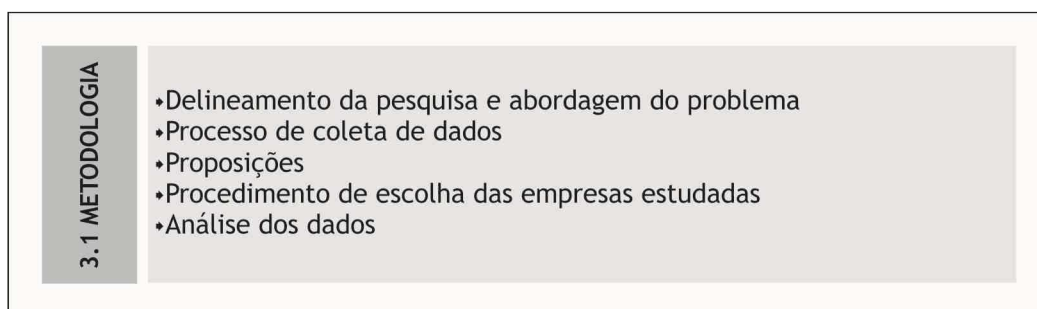 3.1 METODOLOGIA
➧Delineamento da pesquisa e abordagem do problema
➧Processo de coleta de dados
➧Proposições
➧Procedimento de escolha das empresas estudadas
➧Análise dos dados